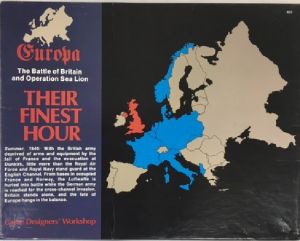 Europa
The Battle of Britain
and Operation Sea Lion
THEIR
FINEST
HOUR
Summer 1940: With the British army
deprived of arms and equipment by the
fall of France and the evacuation at
Dunkirk, little more than the Royal Air
Force and Royal Navy stand guard at the
English Channel. From bases in occupied
France and Norway, the Luftwaffe is
hurled into battle while the German army
is readied for the cross-channel invasion.
Britain stands alone, and the fate of
Europe hangs in the balance.
Game Designers' Workshop